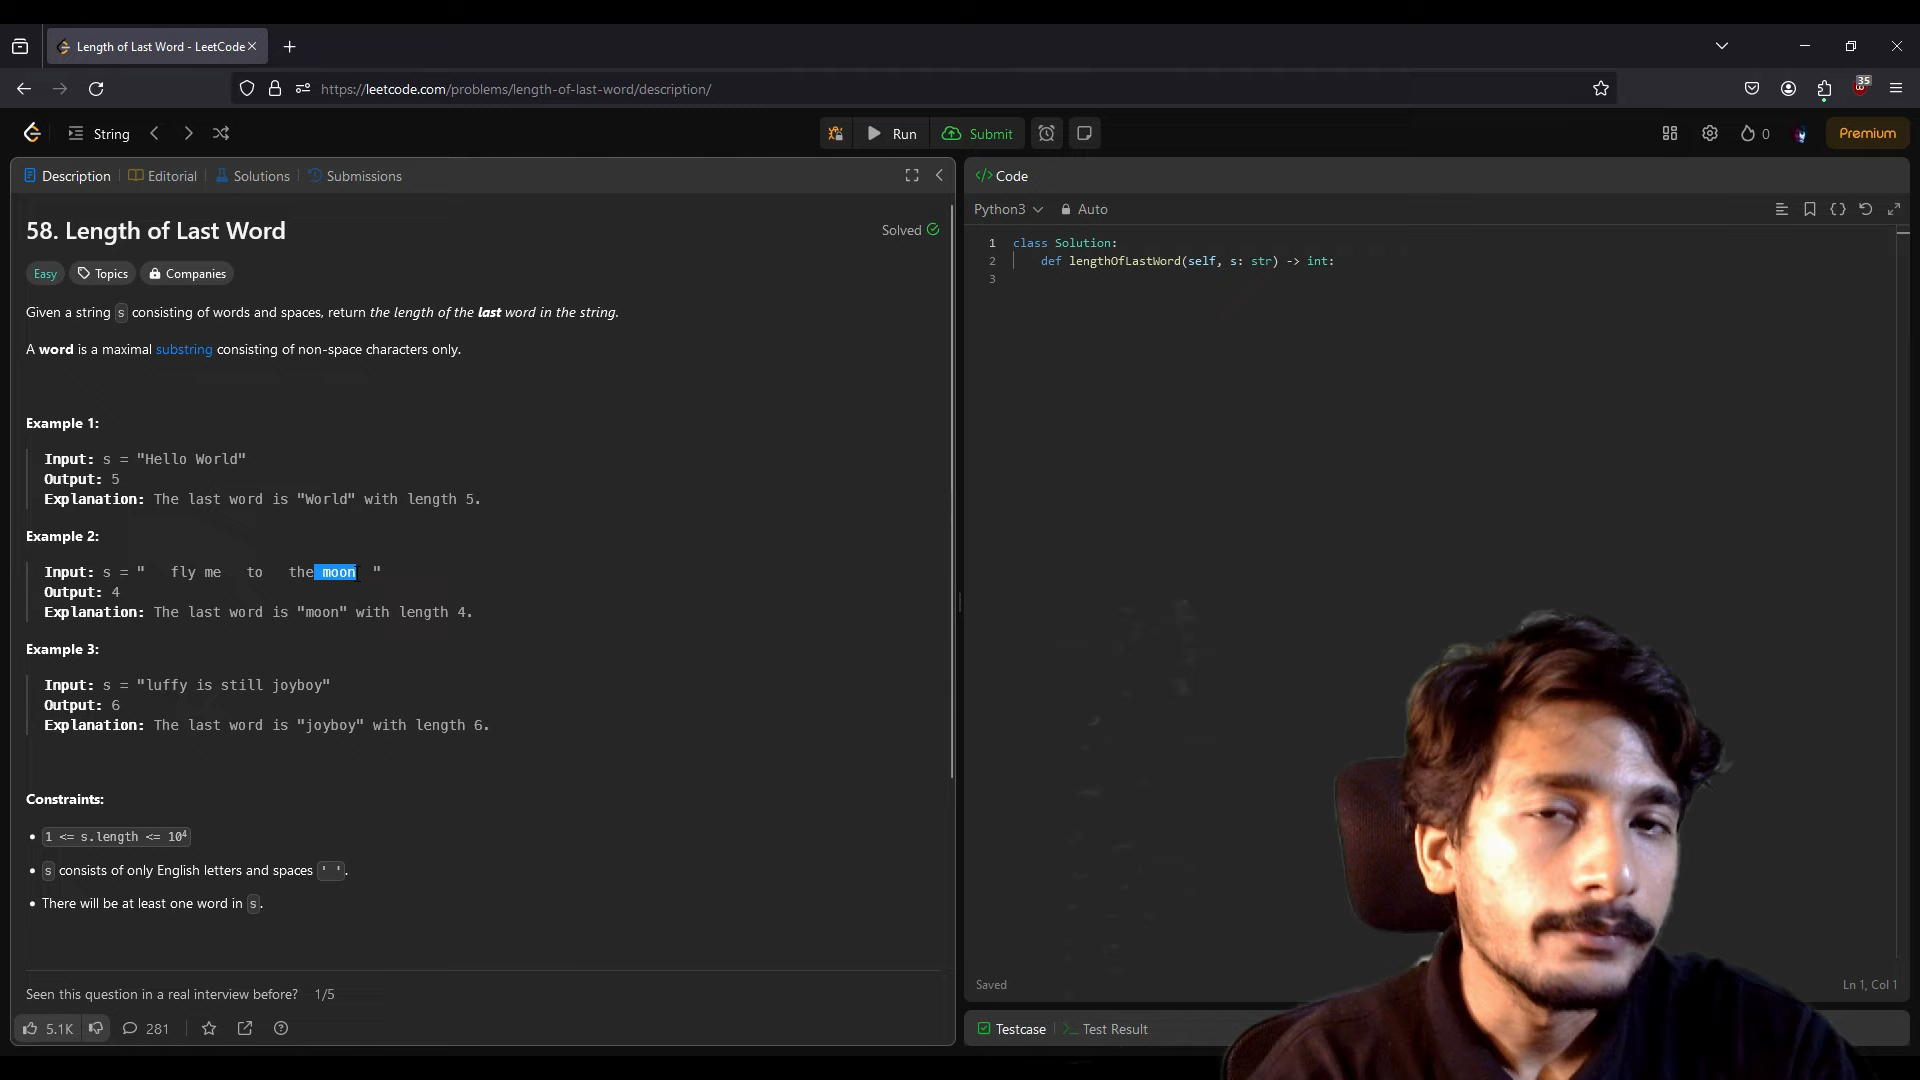 Length of Last Word - LeetCode
https://leetcode.com/problems/length-of-last-word/description/
35
String
Run
Submit
0
Premium
Description
Editorial
Solutions
Submissions
58. Length of Last Word
Solved
Easy
Topics
Companies
Given a string s consisting of words and spaces, return the length of the last word in the string.
A word is a maximal substring consisting of non-space characters only.
Example 1:
Input: s = "Hello World"
Output: 5
Explanation: The last word is "World" with length 5.
Example 2:
Input: s = "   fly me   to   the moon  "
Output: 4
Explanation: The last word is "moon" with length 4.
Example 3:
Input: s = "luffy is still joyboy"
Output: 6
Explanation: The last word is "joyboy" with length 6.
Constraints:
1 <= s.length <= 10⁴
s consists of only English letters and spaces ' '.
There will be at least one word in s.
Seen this question in a real interview before? 1/5
5.1K
281
</> Code
Python3
Auto
1 class Solution:
2     def lengthOfLastWord(self, s: str) -> int:
3
Saved
Ln 1, Col 1
Testcase
Test Result